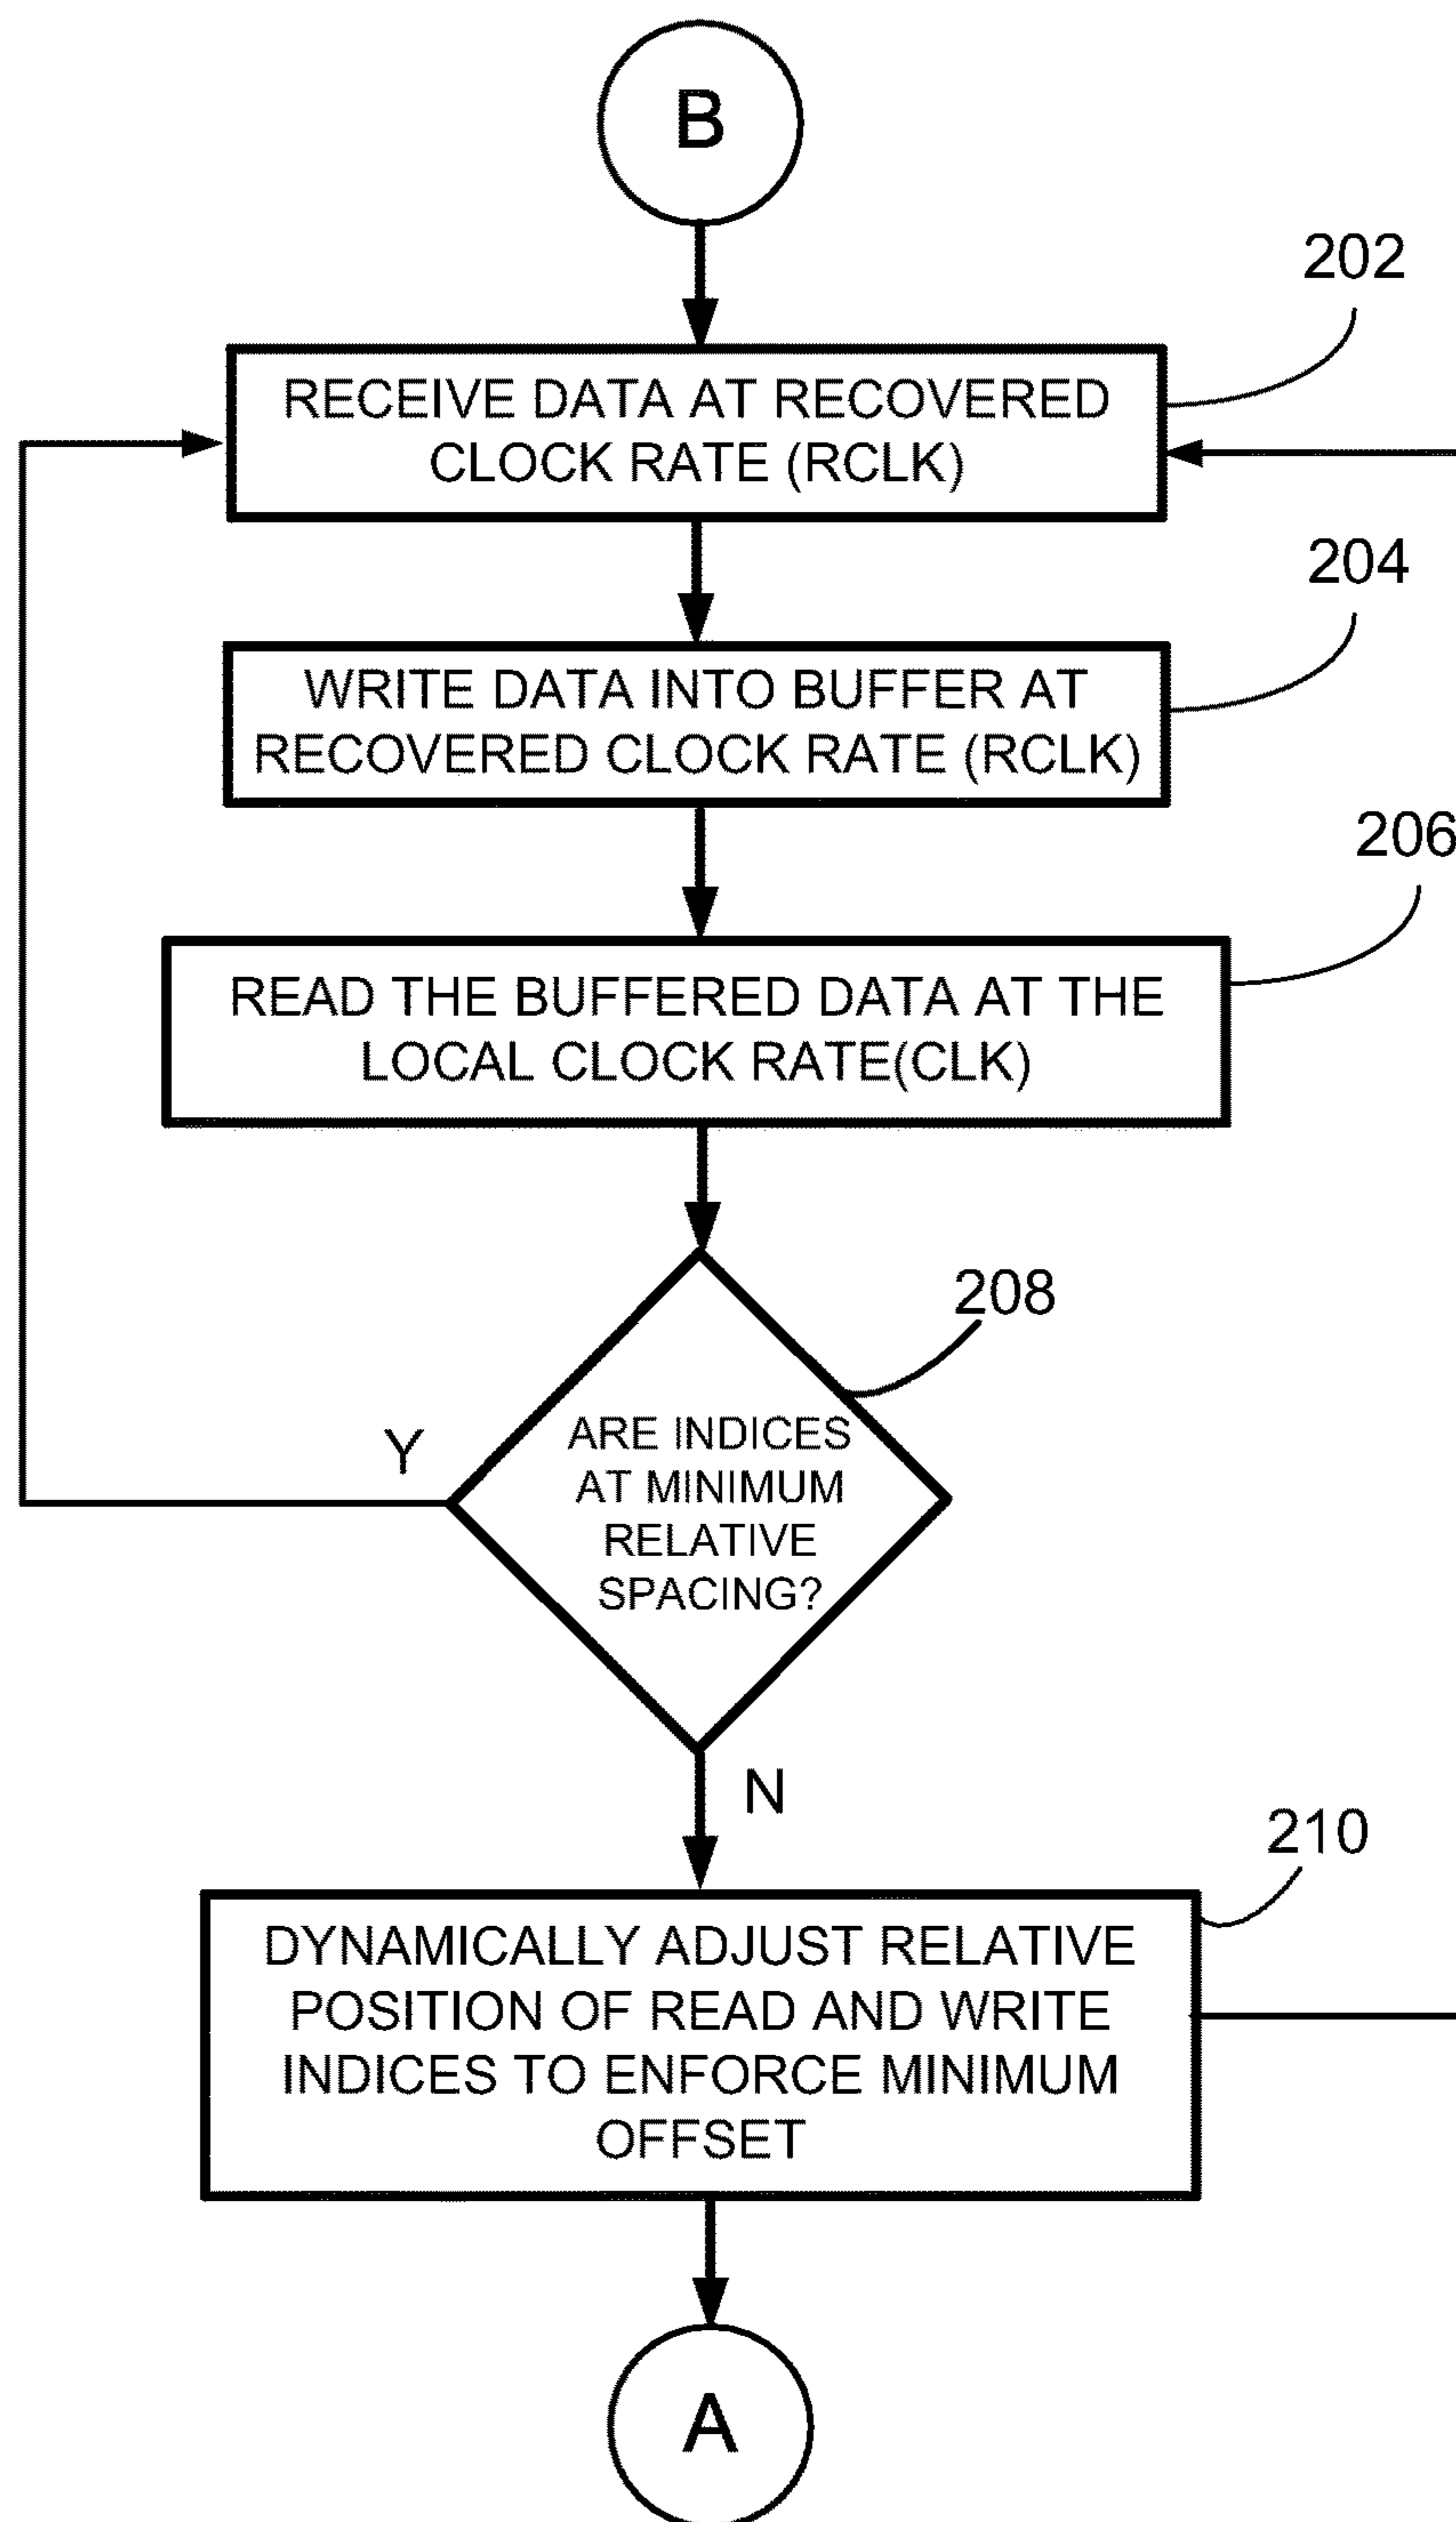 B
202
RECEIVE DATA AT RECOVERED
CLOCK RATE (RCLK)
204
WRITE DATA INTO BUFFER AT
RECOVERED CLOCK RATE (RCLK)
206
READ THE BUFFERED DATA AT THE
LOCAL CLOCK RATE(CLK)
208
ARE INDICES
AT MINIMUM
RELATIVE
SPACING?
Y
N
210
DYNAMICALLY ADJUST RELATIVE
POSITION OF READ AND WRITE
INDICES TO ENFORCE MINIMUM
OFFSET
A